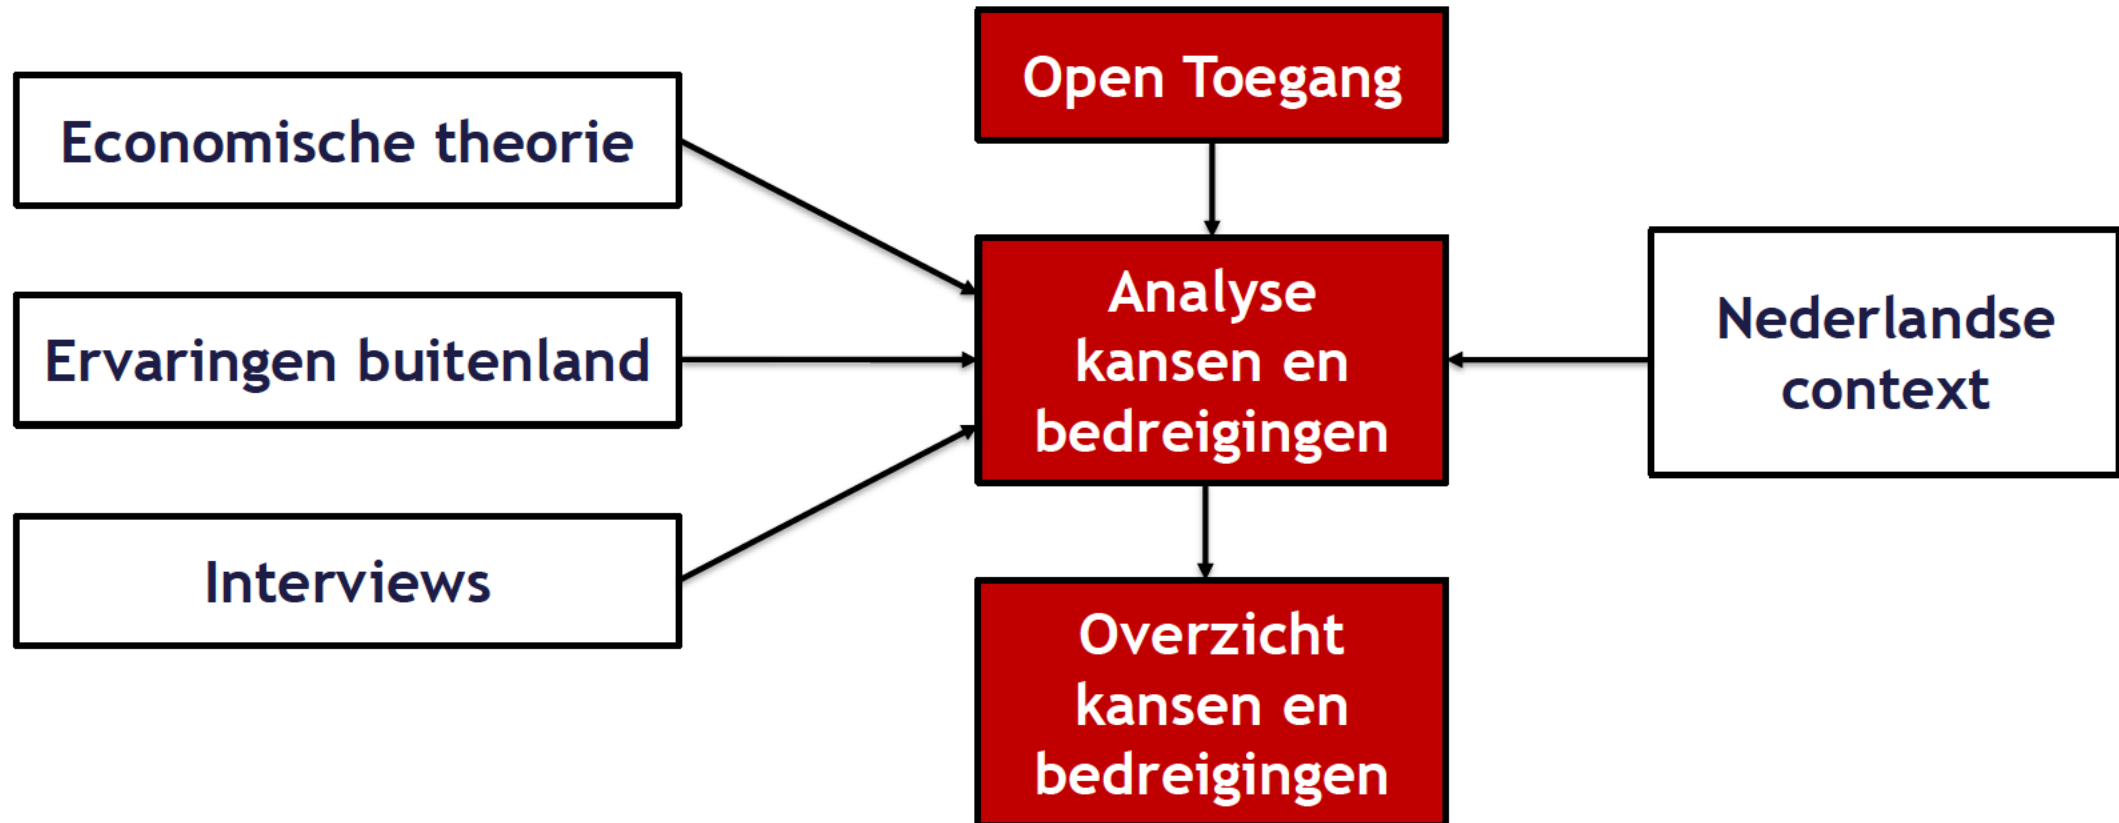 Open Toegang
Economische theorie
Ervaringen buitenland
Interviews
Analyse
kansen en
bedreigingen
Nederlandse
context
Overzicht
kansen en
bedreigingen